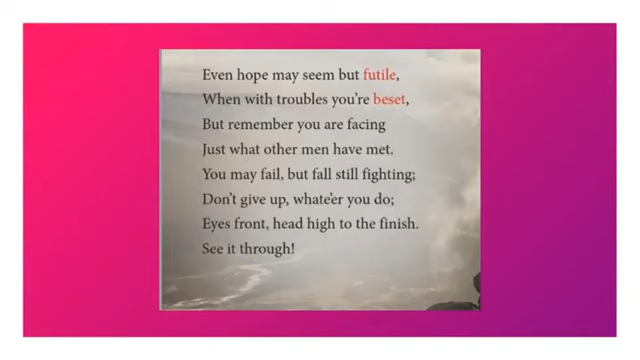 Even hope may seem but futile,
When with troubles you're beset,
But remember you are facing
Just what other men have met.
You may fail, but fall still fighting;
Don't give up, whate'er you do;
Eyes front, head high to the finish.
See it through!